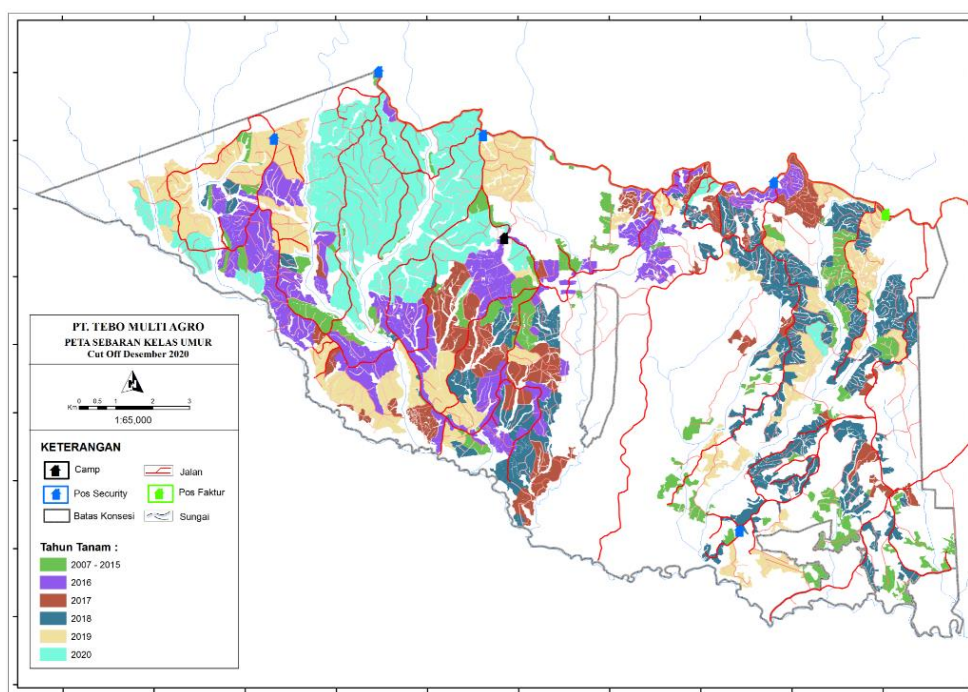 PT. TEBO MULTI AGRO
PETA SEBARAN KELAS UMUR
Cut Off Desember 2020
Km 0 0.5 1 2 3
1:65,000
KETERANGAN
Camp
Jalan
Pos Security
Pos Faktur
Batas Konsesi
Sungai
Tahun Tanam :
2007 - 2015
2016
2017
2018
2019
2020